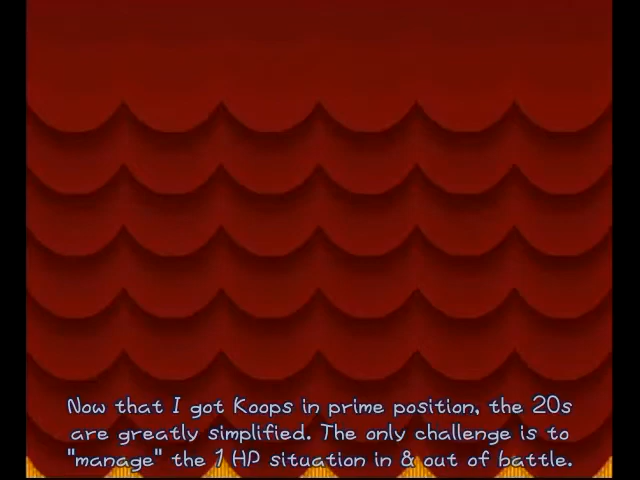 Now that I got Koops in prime position, the 20s
are greatly simplified. The only challenge is to
"manage" the 1 HP situation in & out of battle.